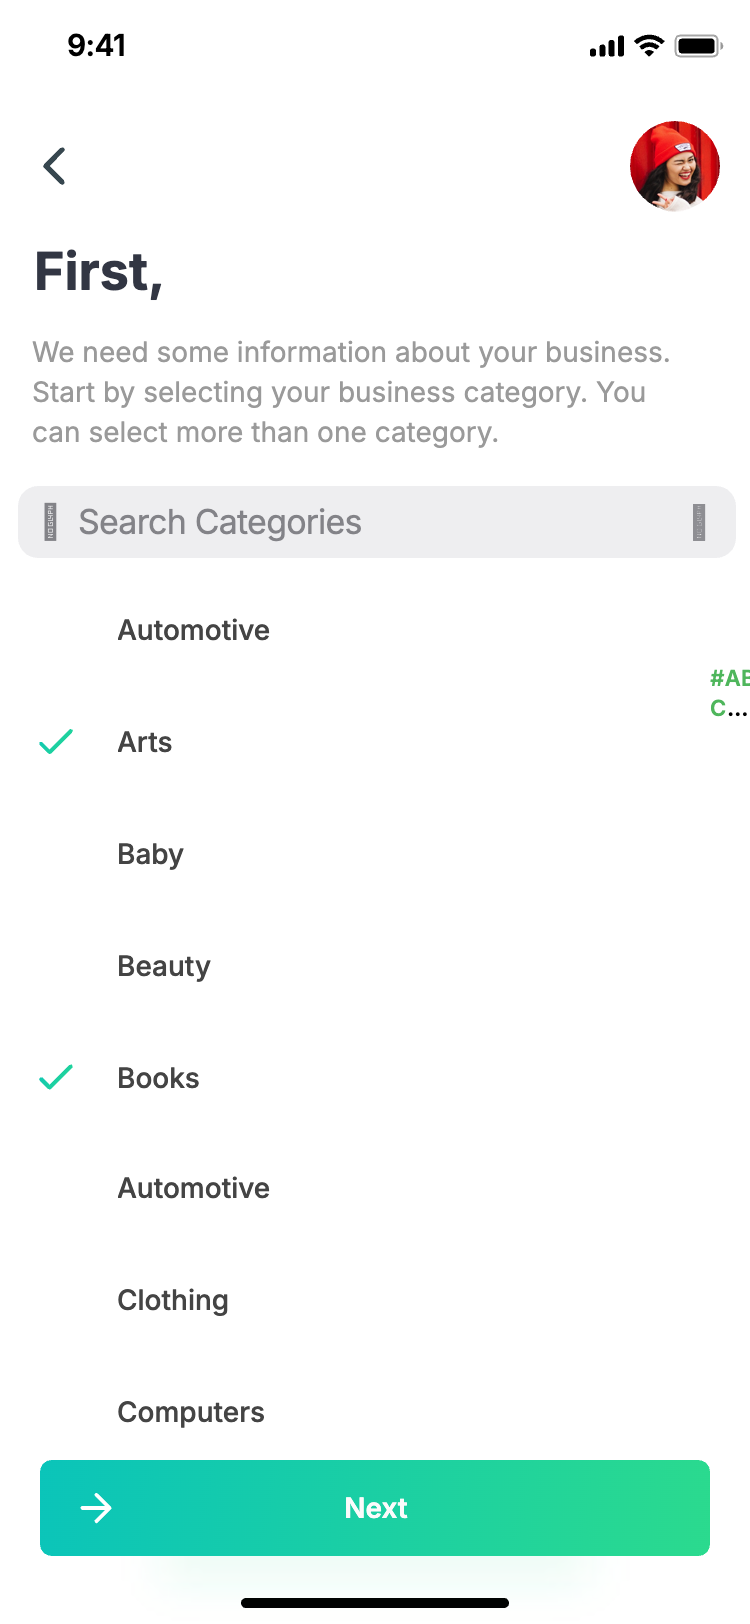 9:41
First,
We need some information about your business.
Start by selecting your business category. You
can select more than one category.
Search Categories
Automotive
#AB
C...
Arts
Baby
Beauty
Books
Automotive
Clothing
Computers
Next